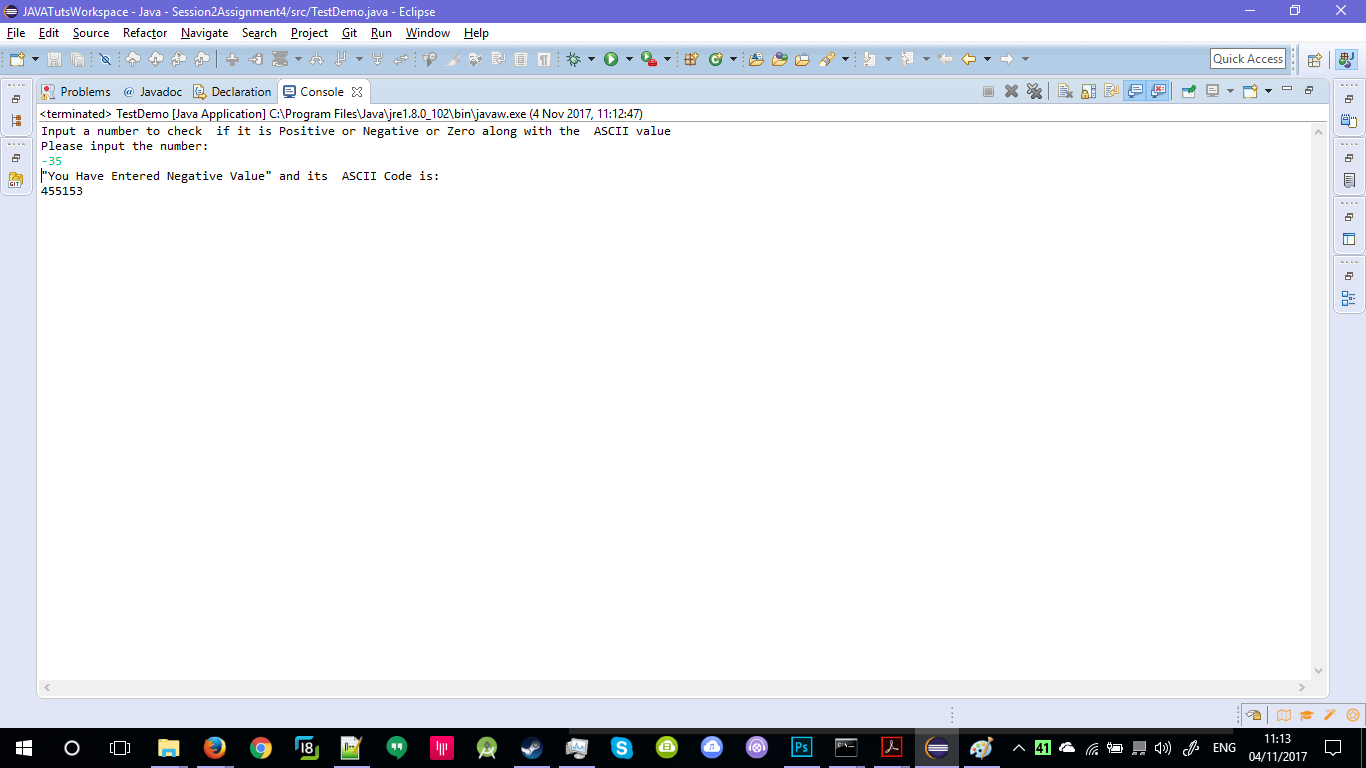 JAVATutsWorkspace - Java - Session2Assignment4/src/TestDemo.java - Eclipse
File Edit Source Refactor Navigate Search Project Git Run Window Help
Quick Access
Problems @ Javadoc Declaration Console
<terminated> TestDemo [Java Application] C:\Program Files\Java\jre1.8.0_102\bin\javaw.exe (4 Nov 2017, 11:12:47)
Input a number to check  if it is Positive or Negative or Zero along with the  ASCII value
Please input the number:
-35
"You Have Entered Negative Value" and its  ASCII Code is:
455153
GIT
18
Ps
41
ENG
11:13
04/11/2017